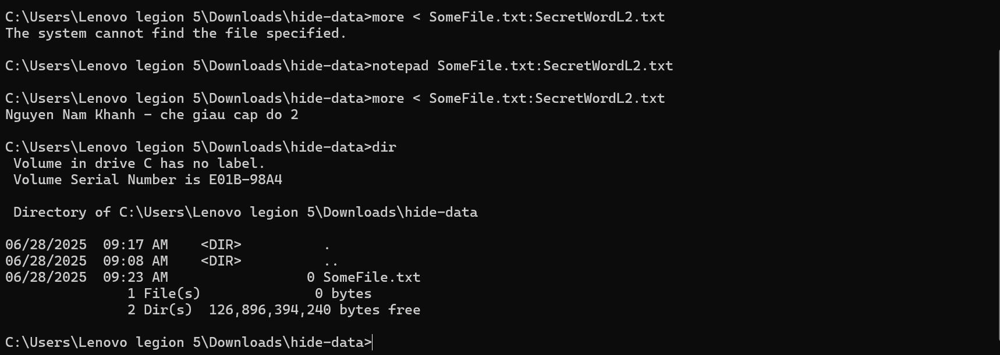 C:\Users\Lenovo legion 5\Downloads\hide-data>more < SomeFile.txt:SecretWordL2.txt
The system cannot find the file specified.
C:\Users\Lenovo legion 5\Downloads\hide-data>notepad SomeFile.txt:SecretWordL2.txt
C:\Users\Lenovo legion 5\Downloads\hide-data>more < SomeFile.txt:SecretWordL2.txt
Nguyen Nam Khanh - che giau cap do 2
C:\Users\Lenovo legion 5\Downloads\hide-data>dir
 Volume in drive C has no label.
 Volume Serial Number is E01B-98A4
 Directory of C:\Users\Lenovo legion 5\Downloads\hide-data
06/28/2025  09:17 AM    <DIR>          .
06/28/2025  09:08 AM    <DIR>          ..
06/28/2025  09:23 AM                 0 SomeFile.txt
               1 File(s)              0 bytes
               2 Dir(s)  126,896,394,240 bytes free
C:\Users\Lenovo legion 5\Downloads\hide-data>